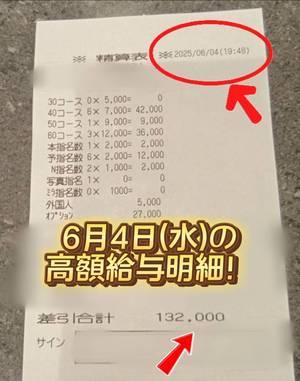 ※ 精算表 ※2025/06/04(19:48)
30コース 0× 5,000= 0
40コース 6× 7,000= 42,000
50コース 1× 9,000= 9,000
60コース 3×12,000= 36,000
本指名数 2× 2,000= 12,000
予指名数 6× 2,000= 12,000
N指名数 2× 1,000= 2,000
写真指名 1× 0= 0
ミラ指名 0× 1000= 0
外国人 5,000
オプション 27,000
6月4日(水)の
高額給与明細!
差引合計 132,000
サイン